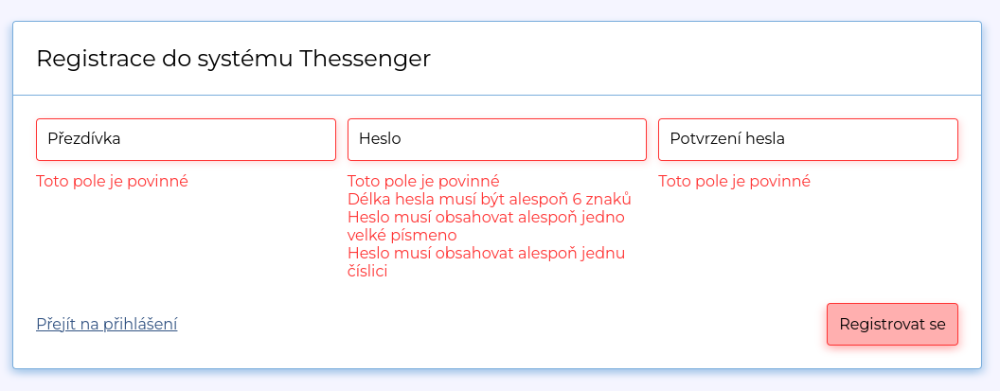 Registrace do systému Thessenger
Přezdívka
Heslo
Potvrzení hesla
Toto pole je povinné
Toto pole je povinné
Délka hesla musí být alespoň 6 znaků
Heslo musí obsahovat alespoň jedno
velké písmeno
Heslo musí obsahovat alespoň jednu
číslici
Toto pole je povinné
Přejít na přihlášení
Registrovat se